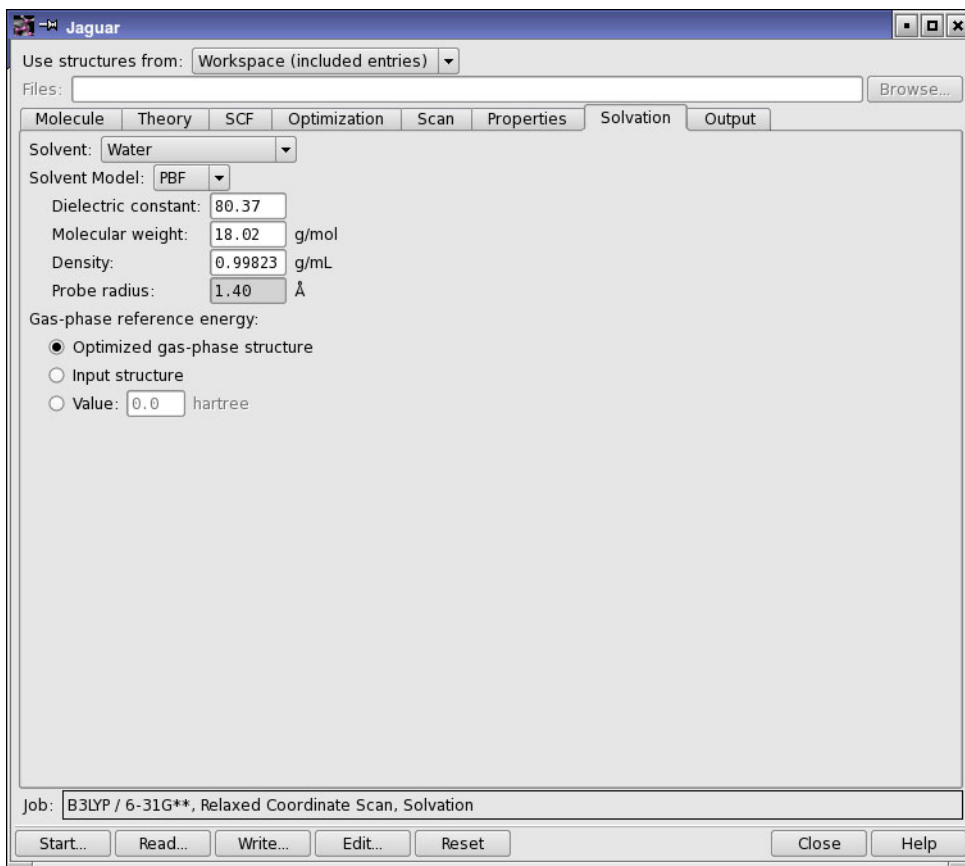 Jaguar
Use structures from: Workspace (included entries)
Files: Browse...
Molecule Theory SCF Optimization Scan Properties Solvation Output
Solvent: Water
Solvent Model: PBF
Dielectric constant: 80.37
Molecular weight: 18.02 g/mol
Density: 0.99823 g/mL
Probe radius: 1.40 Å
Gas-phase reference energy:
Optimized gas-phase structure
Input structure
Value: 0.0 hartree
Job: B3LYP / 6-31G**, Relaxed Coordinate Scan, Solvation
Start... Read... Write... Edit... Reset Close Help